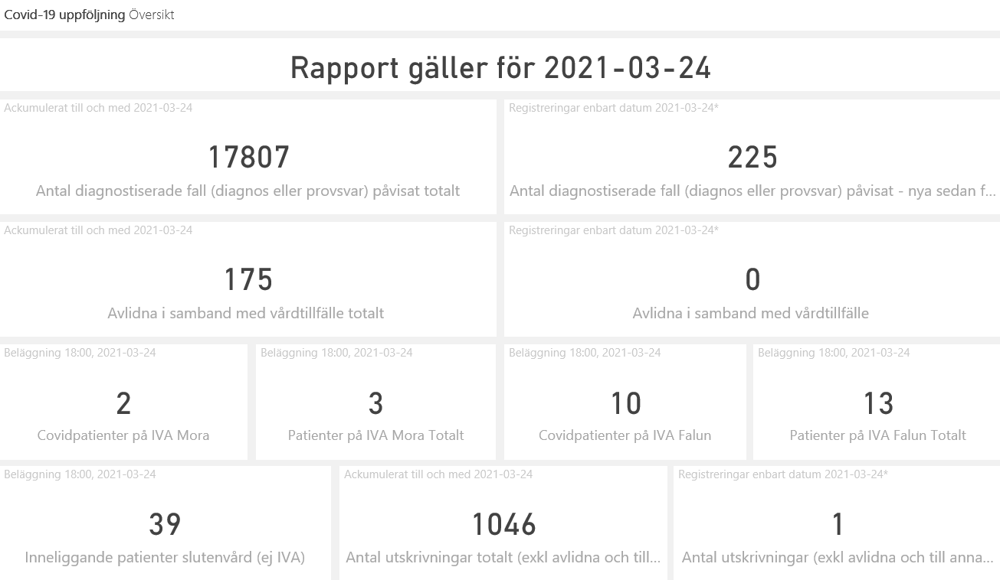 Covid-19 uppföljning Översikt
Rapport gäller för 2021-03-24
Ackumulerat till och med 2021-03-24
17807
Antal diagnostiserade fall (diagnos eller provsvar) påvisat totalt
Registreringar enbart datum 2021-03-24*
225
Antal diagnostiserade fall (diagnos eller provsvar) påvisat - nya sedan f...
Ackumulerat till och med 2021-03-24
175
Avlidna i samband med vårdtillfälle totalt
Registreringar enbart datum 2021-03-24*
0
Avlidna i samband med vårdtillfälle
Beläggning 18:00, 2021-03-24
2
Covidpatienter på IVA Mora
Beläggning 18:00, 2021-03-24
3
Patienter på IVA Mora Totalt
Beläggning 18:00, 2021-03-24
10
Covidpatienter på IVA Falun
Beläggning 18:00, 2021-03-24
13
Patienter på IVA Falun Totalt
Beläggning 18:00, 2021-03-24
39
Inneliggande patienter slutenvård (ej IVA)
Ackumulerat till och med 2021-03-24
1046
Antal utskrivningar totalt (exkl avlidna och till...
Registreringar enbart datum 2021-03-24*
1
Antal utskrivningar (exkl avlidna och till anna...